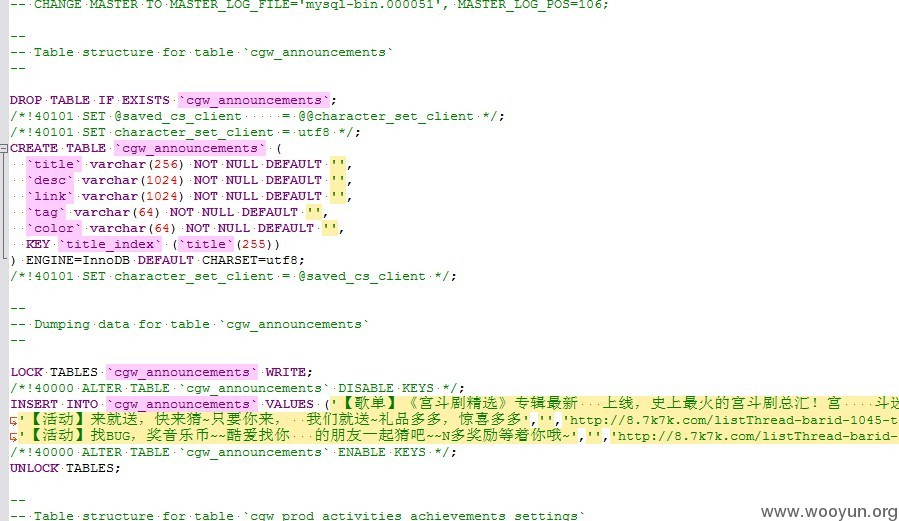 -- CHANGE MASTER TO MASTER_LOG_FILE='mysql-bin.000051', MASTER_LOG_POS=106;
--
-- Table structure for table `cgw_announcements`
--
DROP TABLE IF EXISTS `cgw_announcements`;
/*!40101 SET @saved_cs_client     = @@character_set_client */;
/*!40101 SET character_set_client = utf8 */;
CREATE TABLE `cgw_announcements` (
  `title` varchar(256) NOT NULL DEFAULT '',
  `desc` varchar(1024) NOT NULL DEFAULT '',
  `link` varchar(1024) NOT NULL DEFAULT '',
  `tag` varchar(64) NOT NULL DEFAULT '',
  `color` varchar(64) NOT NULL DEFAULT '',
  KEY `title_index` (`title`(255))
) ENGINE=InnoDB DEFAULT CHARSET=utf8;
/*!40101 SET character_set_client = @saved_cs_client */;
--
-- Dumping data for table `cgw_announcements`
--
LOCK TABLES `cgw_announcements` WRITE;
/*!40000 ALTER TABLE `cgw_announcements` DISABLE KEYS */;
INSERT INTO `cgw_announcements` VALUES ('【歌单】《宫斗剧精选》专辑最新···上线，史上最火的宫斗剧总汇！宫····斗迷
'【活动】来就送，快来猜~只要你来，··我们就送~礼品多多，惊喜多多','','http://8.7k7k.com/listThread-barid-1045-t
'【活动】找BUG，奖音乐币~~酷爱找你···的朋友一起猜吧~~N多奖励等着你哦~','','http://8.7k7k.com/listThread-barid-
/*!40000 ALTER TABLE `cgw_announcements` ENABLE KEYS */;
UNLOCK TABLES;
--
-- Table structure for table `cgw_prod_activities_achievements_settings`
www.wooyun.org